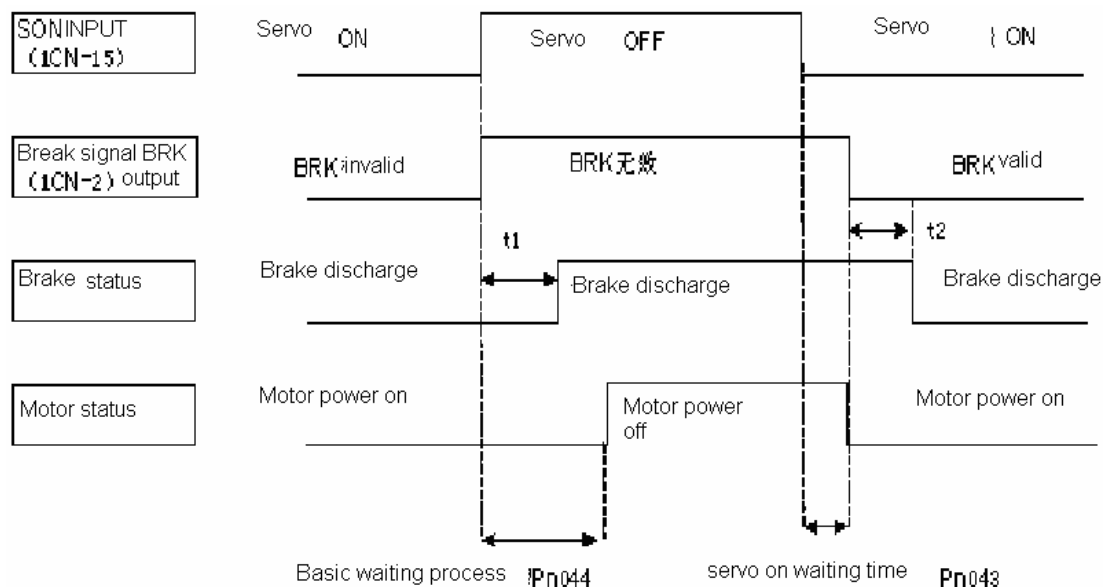 SONINPUT
(1CN-15)
Servo ON
Servo OFF
Servo ON
Break signal BRK
(1CN-2) output
BRK invalid
BRK无效
BRK valid
t1
t2
Brake status
Brake discharge
Brake discharge
Brake discharge
Motor status
Motor power on
Motor power
off
Motor power on
Basic waiting process Pn044
servo on waiting time Pn043